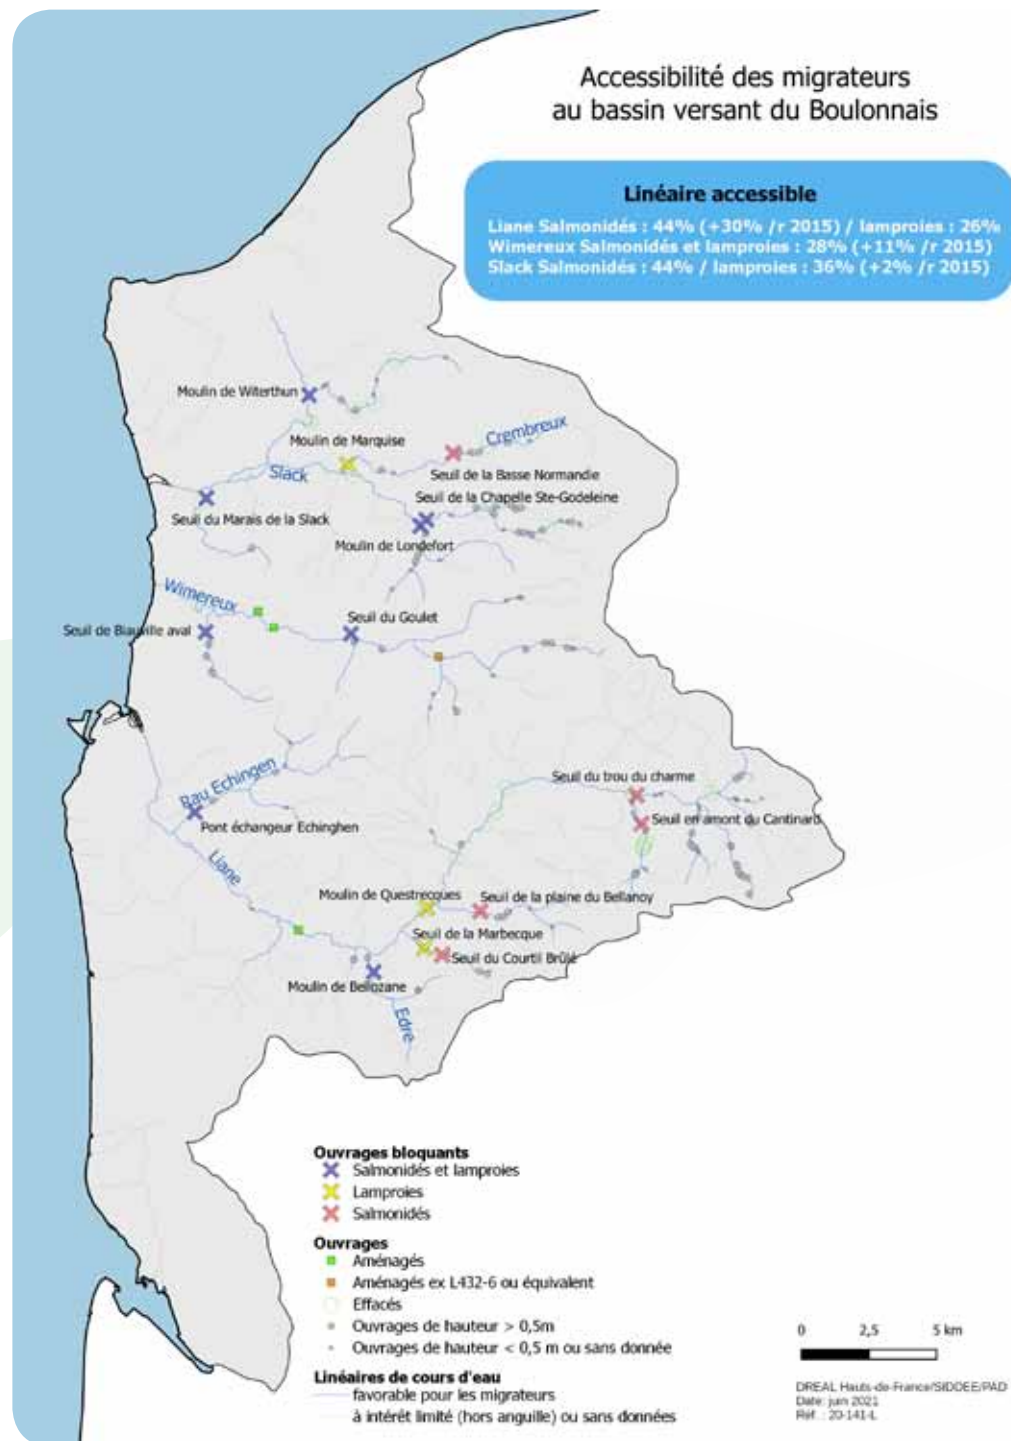 Accessibilité des migrateurs
au bassin versant du Boulonnais
Linéaire accessible
Liane Salmonidés : 44% (+30% /r 2015) / lamproies : 26%
Wimereux Salmonidés et lamproies : 28% (+11% /r 2015)
Slack Salmonidés : 44% / lamproies : 36% (+2% /r 2015)
Moulin de Witerthun
Moulin de Marquise
Crembreux
Slack
Seuil de la Basse Normandie
Seuil de la Chapelle Ste-Godeleine
Seuil du Marais de la Slack
Moulin de Londefort
Wimereux
Seuil du Goulet
Seuil de Blauville aval
Rau Echingen
Seuil du trou du charme
Pont échangeur Echinghen
Seuil en amont du Cantinard
Liane
Moulin de Questrecques
Seuil de la plaine du Bellanoy
Seuil de la Marbecque
Seuil du Courtil Brûlé
Moulin de Bellozane
Edre
Ouvrages bloquants
Salmonidés et lamproies
Lamproies
Salmonidés
Ouvrages
Aménagés
Aménagés ex L432-6 ou équivalent
Effacés
Ouvrages de hauteur > 0,5m
Ouvrages de hauteur < 0,5 m ou sans donnée
Linéaires de cours d'eau
favorable pour les migrateurs
à intérêt limité (hors anguille) ou sans données
0 2,5 5 km
DREAL Hauts-de-France/SIDDEE/PAD
Date: juin 2021
Réf. : 20-141-L